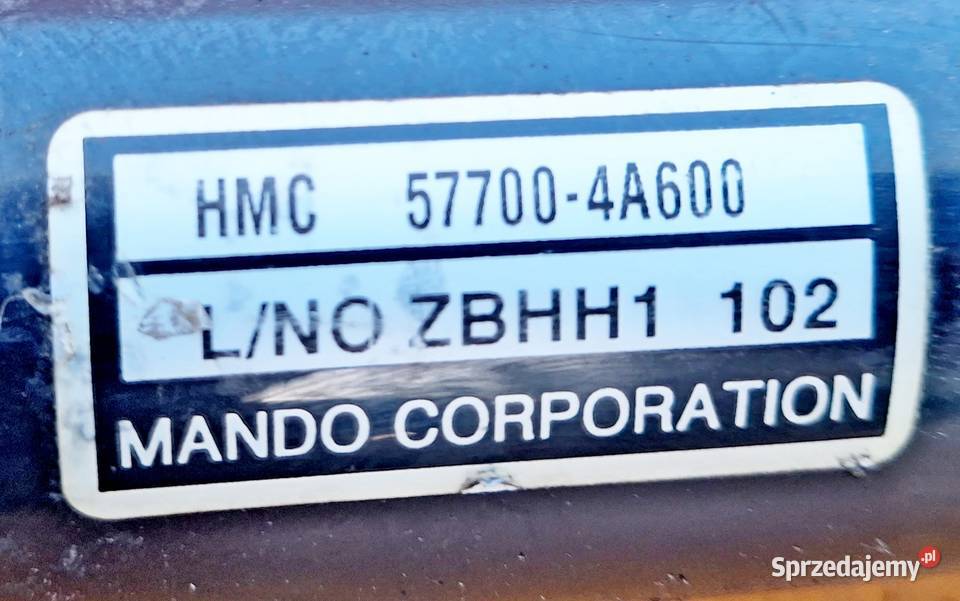 HMC 57700-4A600
L/NO ZBHH1 102
MANDO CORPORATION
Sprzedajemy.pl